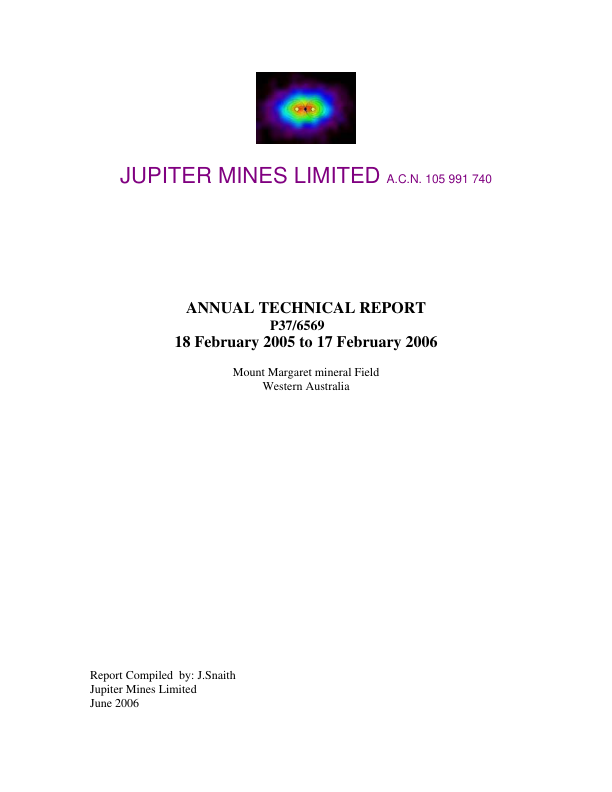 JUPITER MINES LIMITED A.C.N. 105 991 740
ANNUAL TECHNICAL REPORT
P37/6569
18 February 2005 to 17 February 2006
Mount Margaret mineral Field
Western Australia
Report Compiled by: J.Snaith
Jupiter Mines Limited
June 2006